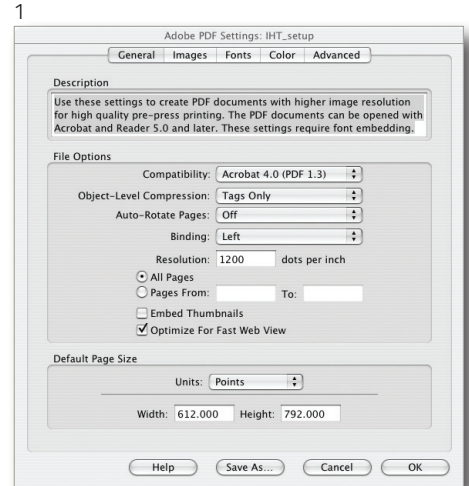 1
Adobe PDF Settings: IHT_setup
General Images Fonts Color Advanced
Description
Use these settings to create PDF documents with higher image resolution
for high quality pre-press printing. The PDF documents can be opened with
Acrobat and Reader 5.0 and later. These settings require font embedding.
File Options
Compatibility: Acrobat 4.0 (PDF 1.3)
Object-Level Compression: Tags Only
Auto-Rotate Pages: Off
Binding: Left
Resolution: 1200 dots per inch
All Pages
Pages From: To:
Embed Thumbnails
Optimize For Fast Web View
Default Page Size
Units: Points
Width: 612.000 Height: 792.000
Help Save As... Cancel OK